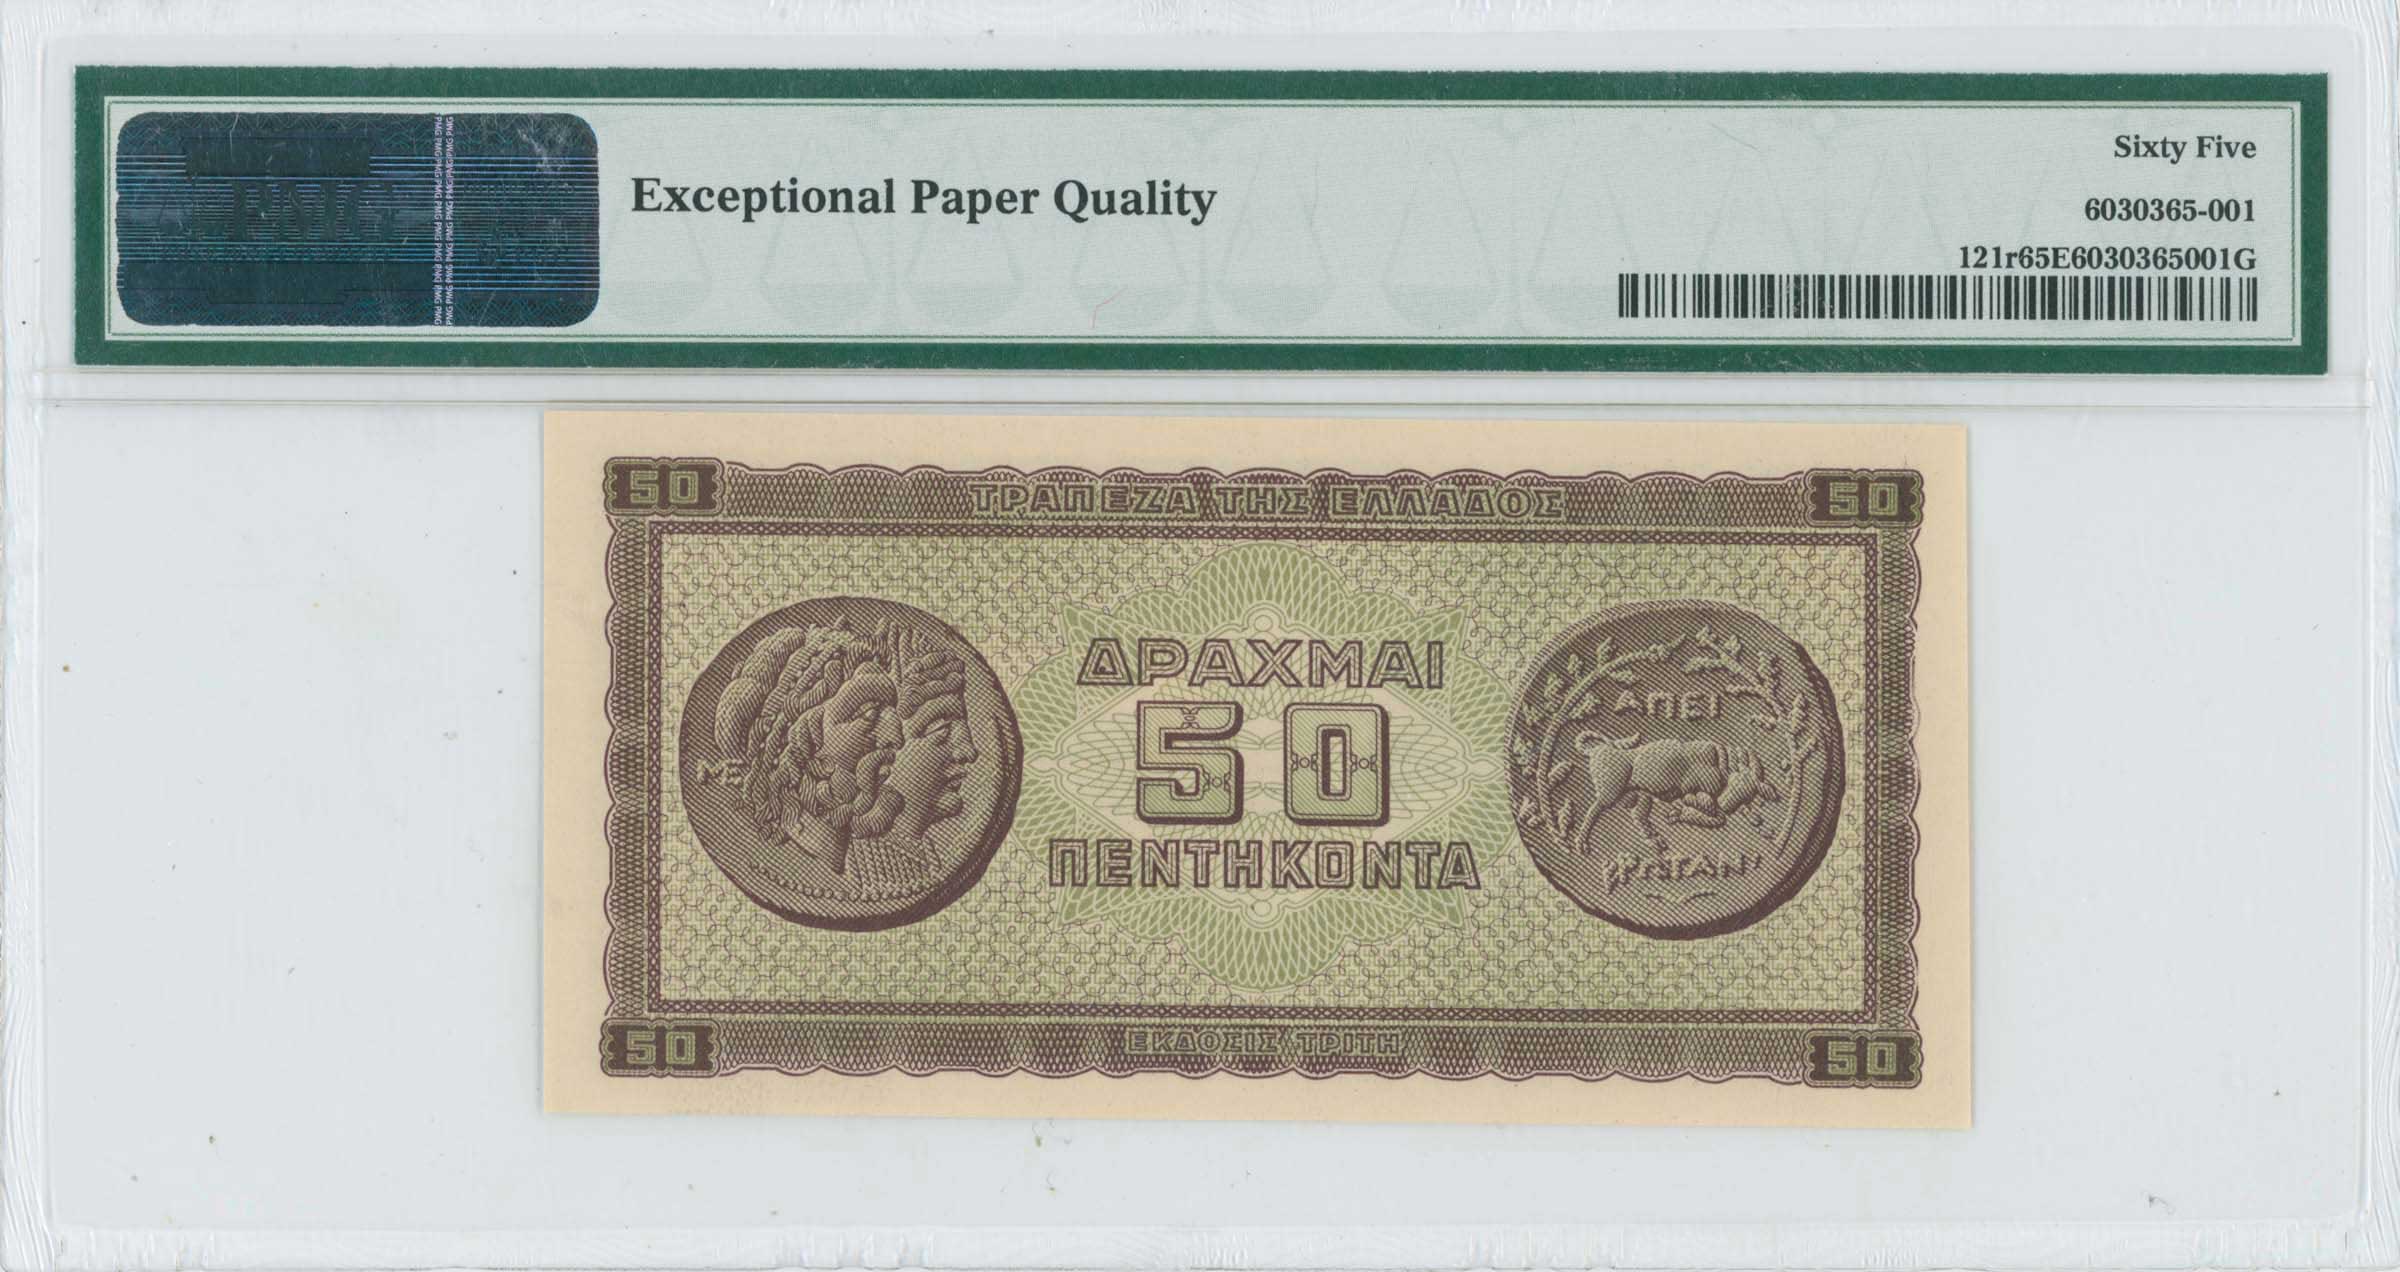 PMG
Exceptional Paper Quality
Sixty Five
6030365-001
121r65E6030365001G
50 ΤΡΑΠΕΖΑ ΤΗΣ ΕΛΛΑΔΟΣ 50
ΔΡΑΧΜΑΙ
50
ΠΕΝΤΗΚΟΝΤΑ
ΑΠΕΙ
50 ΕΚΔΟΣΙΣ ΤΡΙΤΗ 50